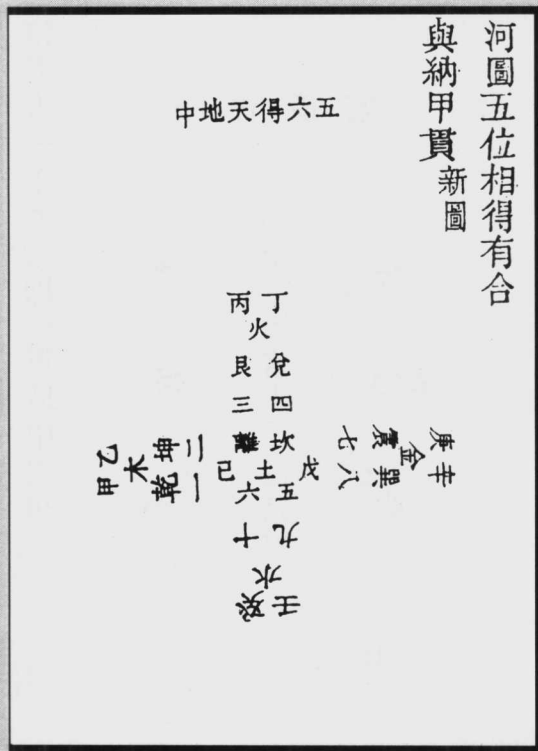 河圖五位相得有合
與納甲貫 新圖
五六得天地中
丙丁
火
艮兌
三四
離坎
己土戊
六五
十九
水
癸壬
庚辛
金
震巽
七八
二一
坤乾
木
乙甲